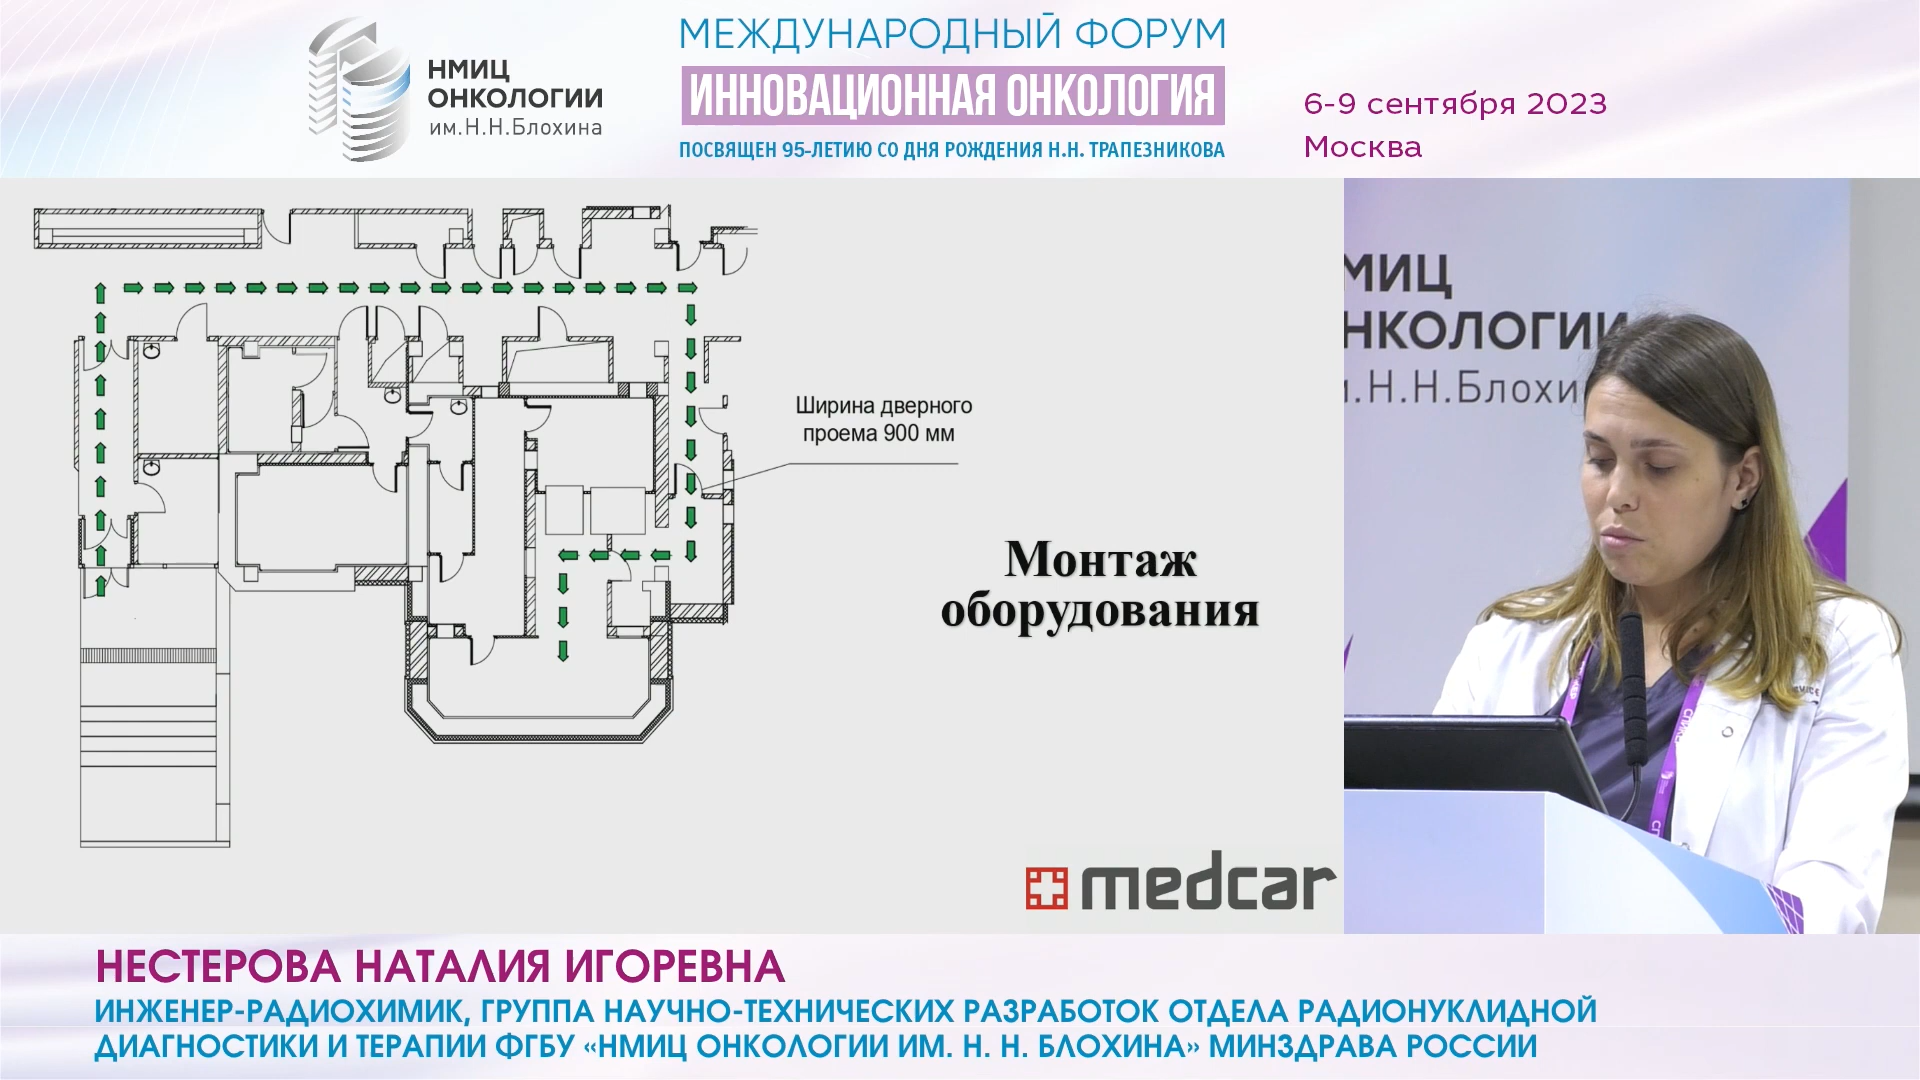 НМИЦ
ОНКОЛОГИИ
им.Н.Н.Блохина
МЕЖДУНАРОДНЫЙ ФОРУМ
ИННОВАЦИОННАЯ ОНКОЛОГИЯ
ПОСВЯЩЕН 95-ЛЕТИЮ СО ДНЯ РОЖДЕНИЯ Н.Н. ТРАПЕЗНИКОВА
6-9 сентября 2023
Москва
Ширина дверного
проема 900 мм
Монтаж
оборудования
medcar
МИЦ
НКОЛОГИИ
м.Н.Н.Блохин
НЕСТЕРОВА НАТАЛИЯ ИГОРЕВНА
ИНЖЕНЕР-РАДИОХИМИК, ГРУППА НАУЧНО-ТЕХНИЧЕСКИХ РАЗРАБОТОК ОТДЕЛА РАДИОНУКЛИДНОЙ
ДИАГНОСТИКИ И ТЕРАПИИ ФГБУ «НМИЦ ОНКОЛОГИИ ИМ. Н. Н. БЛОХИНА» МИНЗДРАВА РОССИИ